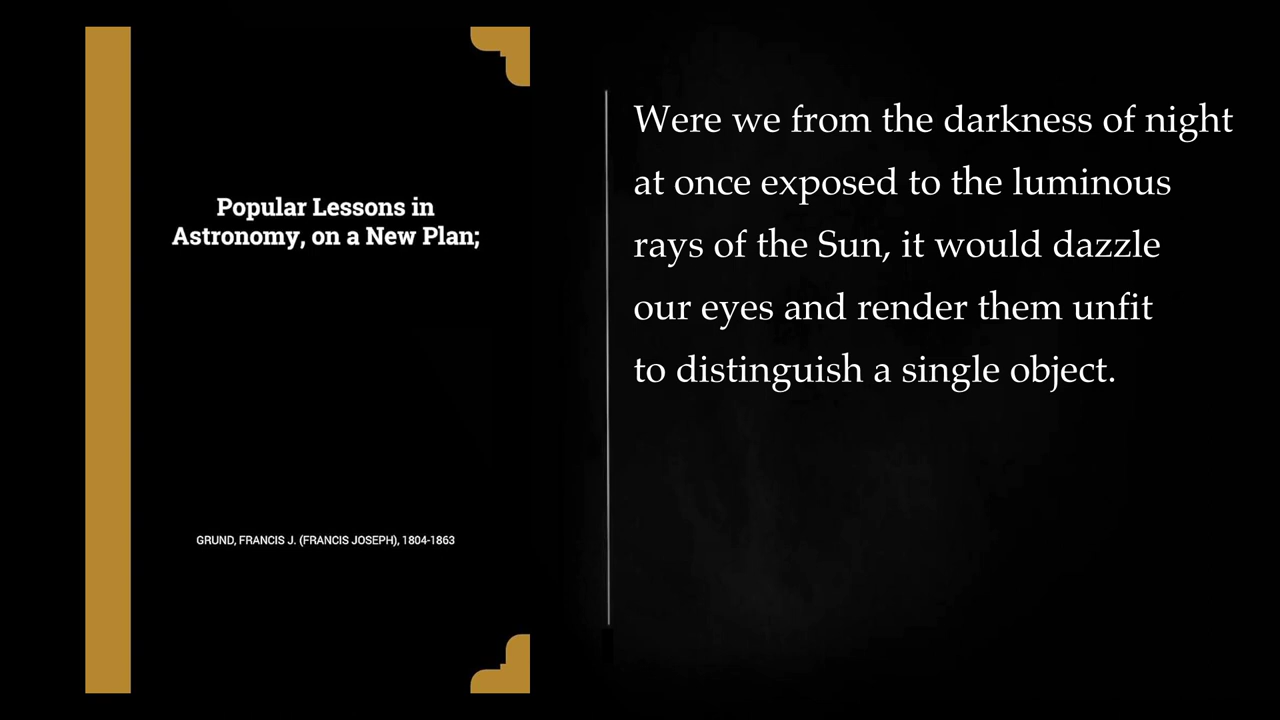 Popular Lessons in
Astronomy, on a New Plan;
GRUND, FRANCIS J. (FRANCIS JOSEPH), 1804-1863
Were we from the darkness of night
at once exposed to the luminous
rays of the Sun, it would dazzle
our eyes and render them unfit
to distinguish a single object.